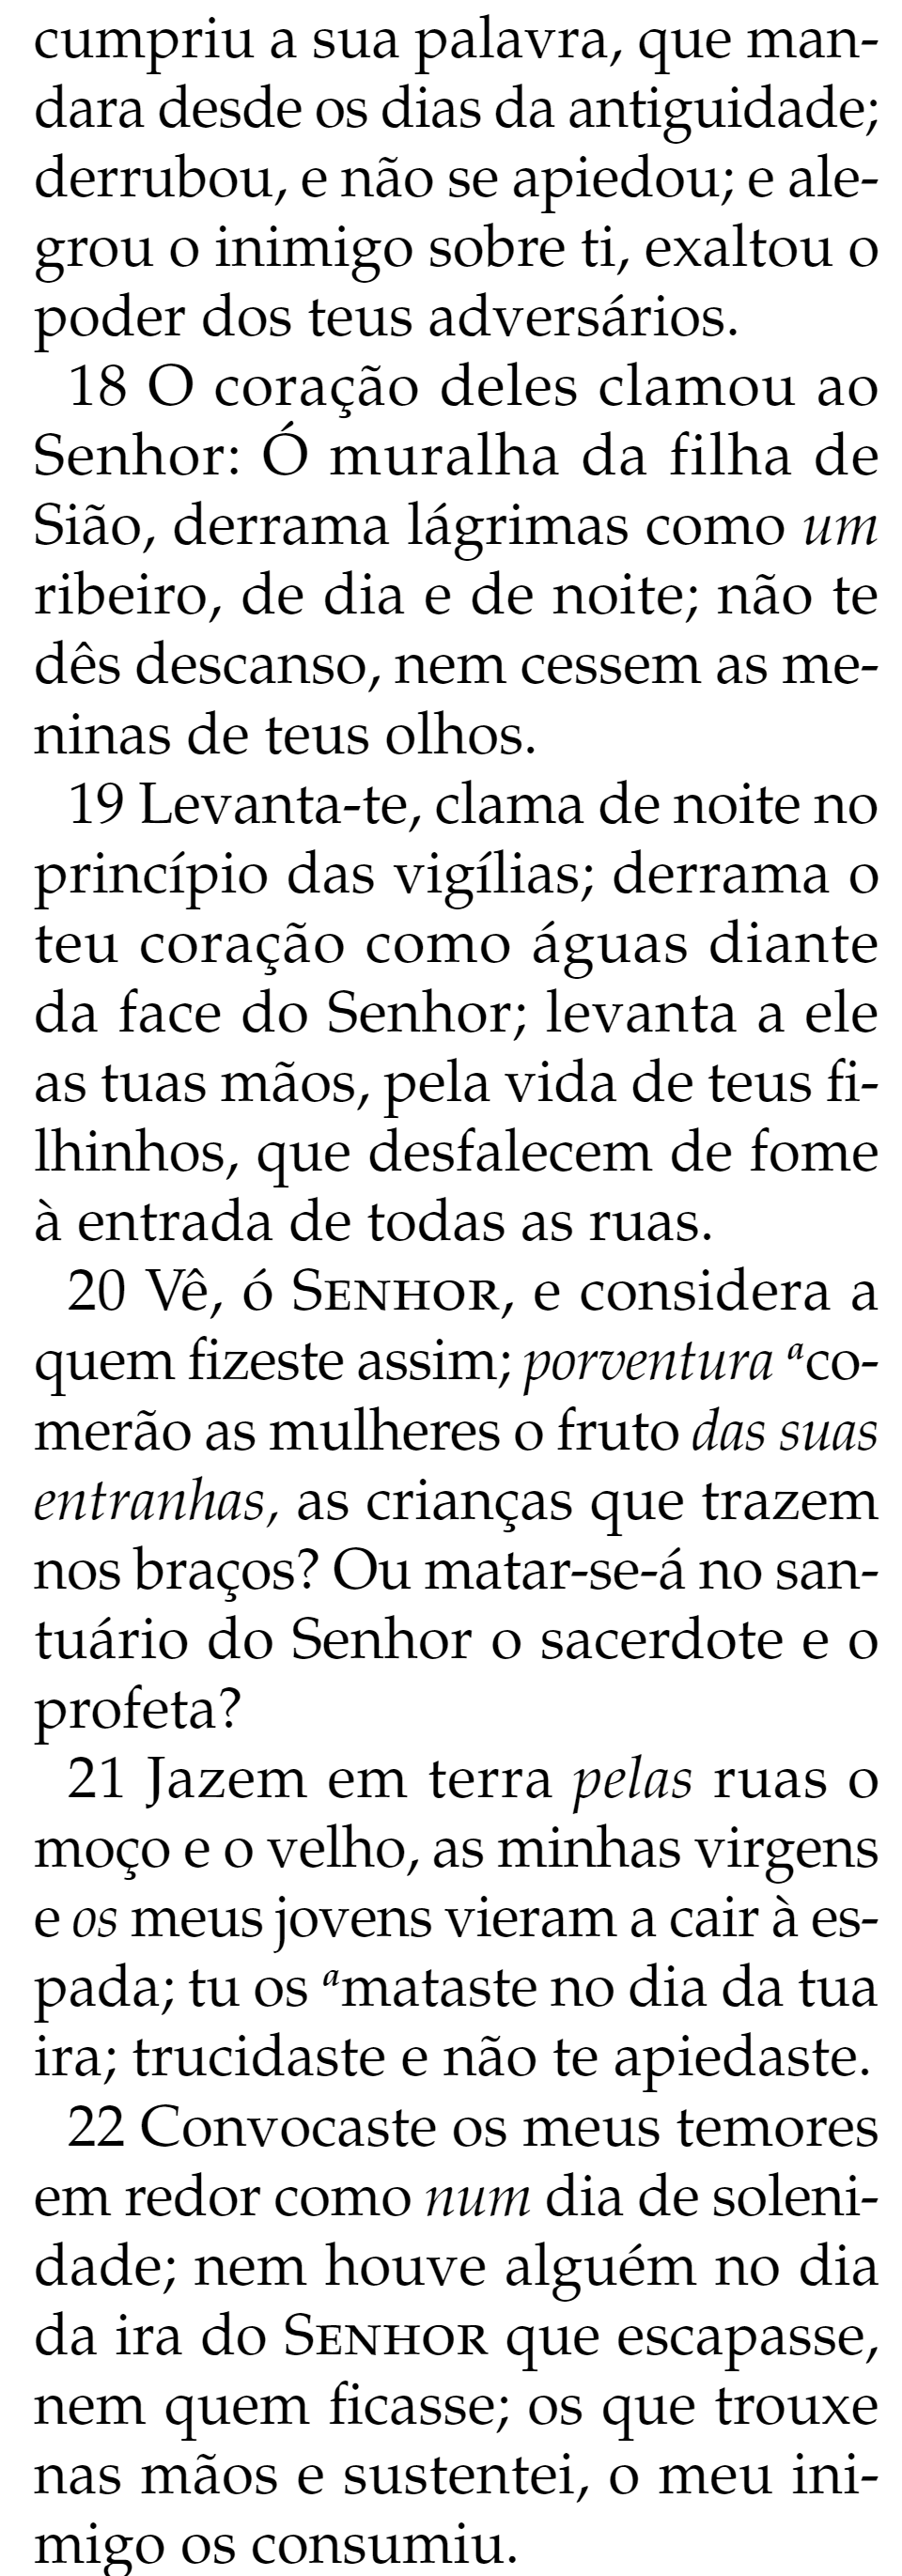 cumpriu a sua palavra, que man-
dara desde os dias da antiguidade;
derrubou, e não se apiedou; e ale-
grou o inimigo sobre ti, exaltou o
poder dos teus adversários.
18 O coração deles clamou ao
Senhor: Ó muralha da filha de
Sião, derrama lágrimas como um
ribeiro, de dia e de noite; não te
dês descanso, nem cessem as me-
ninas de teus olhos.
19 Levanta-te, clama de noite no
princípio das vigílias; derrama o
teu coração como águas diante
da face do Senhor; levanta a ele
as tuas mãos, pela vida de teus fi-
lhinhos, que desfalecem de fome
à entrada de todas as ruas.
20 Vê, ó SENHOR, e considera a
quem fizeste assim; porventura ᵃco-
merão as mulheres o fruto das suas
entranhas, as crianças que trazem
nos braços? Ou matar-se-á no san-
tuário do Senhor o sacerdote e o
profeta?
21 Jazem em terra pelas ruas o
moço e o velho, as minhas virgens
e os meus jovens vieram a cair à es-
pada; tu os ᵃmataste no dia da tua
ira; trucidaste e não te apiedaste.
22 Convocaste os meus temores
em redor como num dia de soleni-
dade; nem houve alguém no dia
da ira do SENHOR que escapasse,
nem quem ficasse; os que trouxe
nas mãos e sustentei, o meu ini-
migo os consumiu.